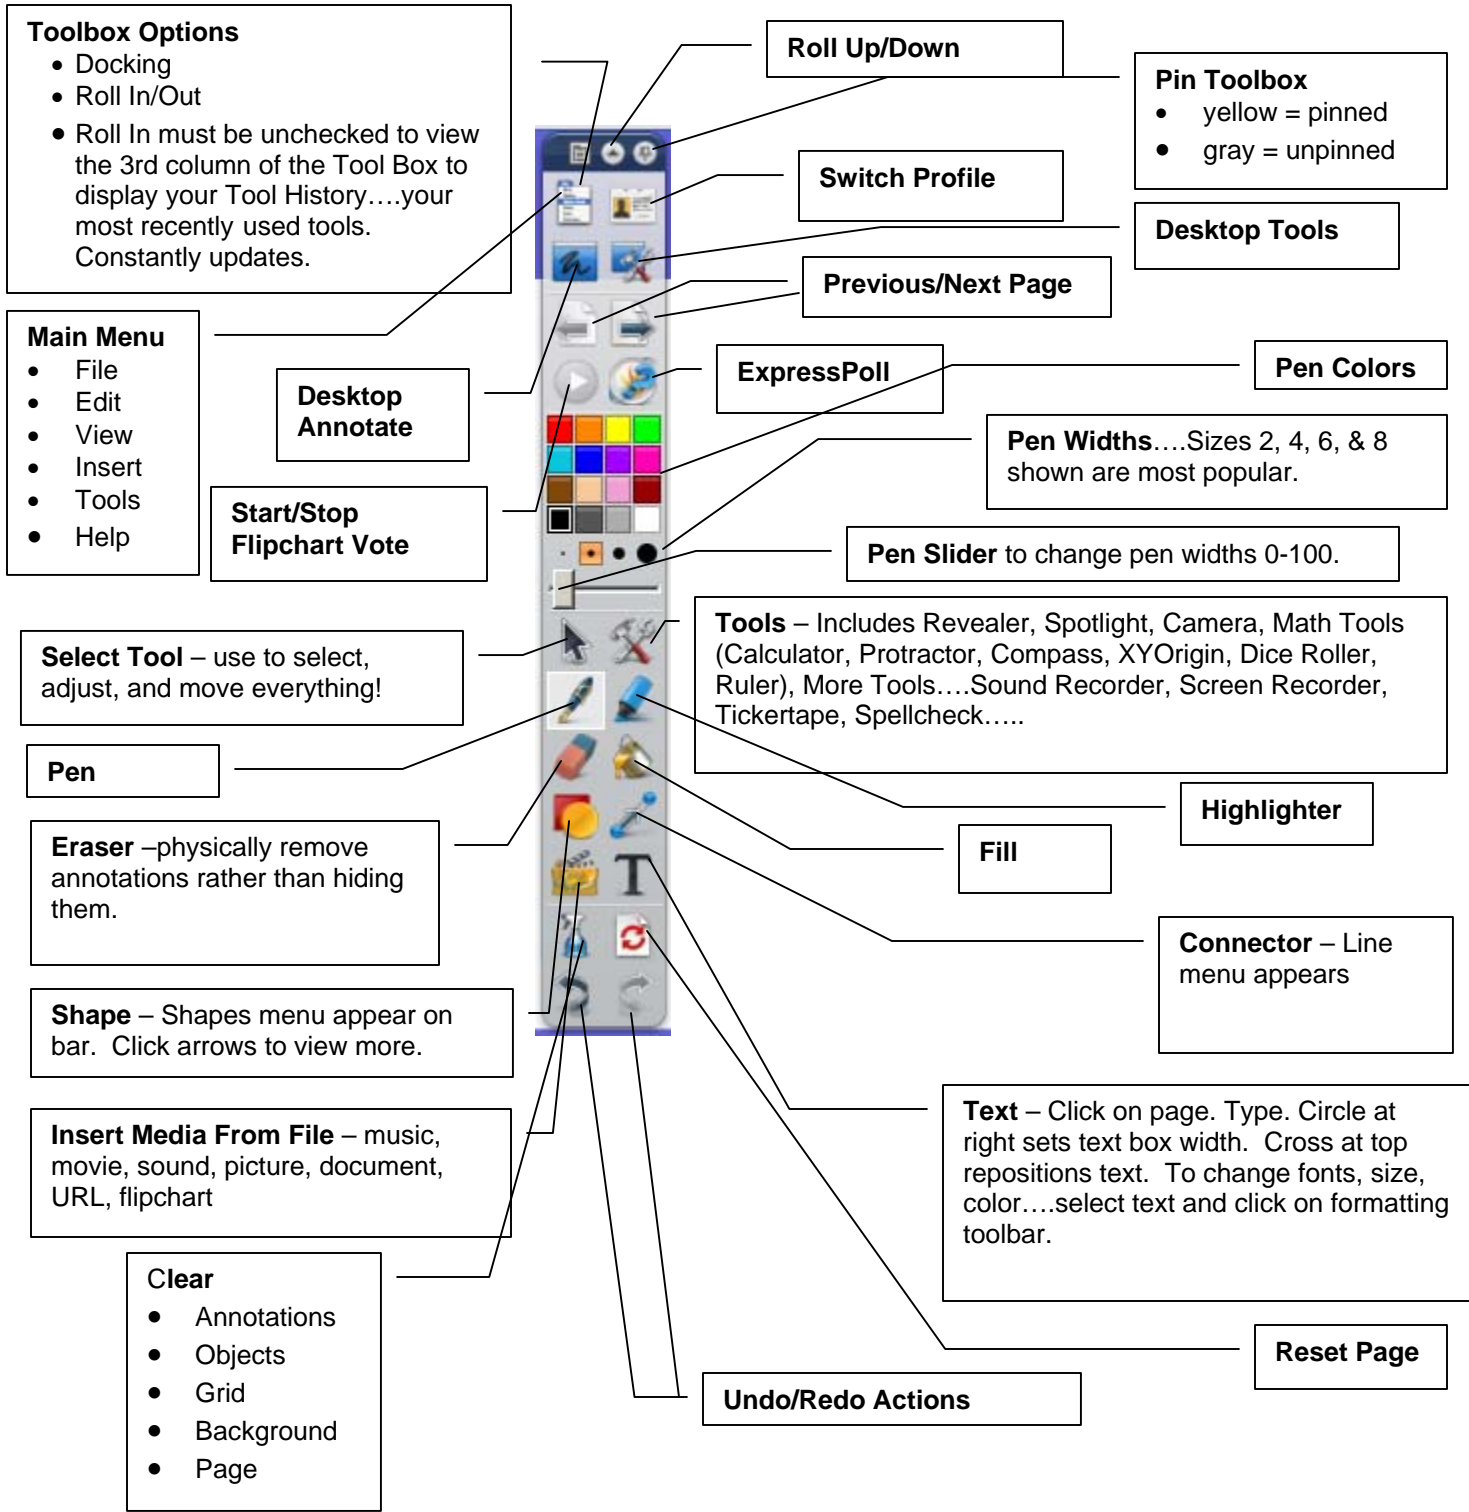 Toolbox Options
• Docking
• Roll In/Out
• Roll In must be unchecked to view
the 3rd column of the Tool Box to
display your Tool History….your
most recently used tools.
Constantly updates.
Roll Up/Down
Pin Toolbox
• yellow = pinned
• gray = unpinned
Switch Profile
Desktop Tools
Previous/Next Page
Main Menu
• File
• Edit
• View
• Insert
• Tools
• Help
Desktop
Annotate
ExpressPoll
Pen Colors
Pen Widths….Sizes 2, 4, 6, & 8
shown are most popular.
Start/Stop
Flipchart Vote
Pen Slider to change pen widths 0-100.
Select Tool – use to select,
adjust, and move everything!
Tools – Includes Revealer, Spotlight, Camera, Math Tools
(Calculator, Protractor, Compass, XYOrigin, Dice Roller,
Ruler), More Tools….Sound Recorder, Screen Recorder,
Tickertape, Spellcheck…..
Pen
Highlighter
Eraser –physically remove
annotations rather than hiding
them.
Fill
T
Connector – Line
menu appears
Shape – Shapes menu appear on
bar.  Click arrows to view more.
Insert Media From File – music,
movie, sound, picture, document,
URL, flipchart
Text – Click on page. Type. Circle at
right sets text box width.  Cross at top
repositions text.  To change fonts, size,
color….select text and click on formatting
toolbar.
Clear
• Annotations
• Objects
• Grid
• Background
• Page
Reset Page
Undo/Redo Actions